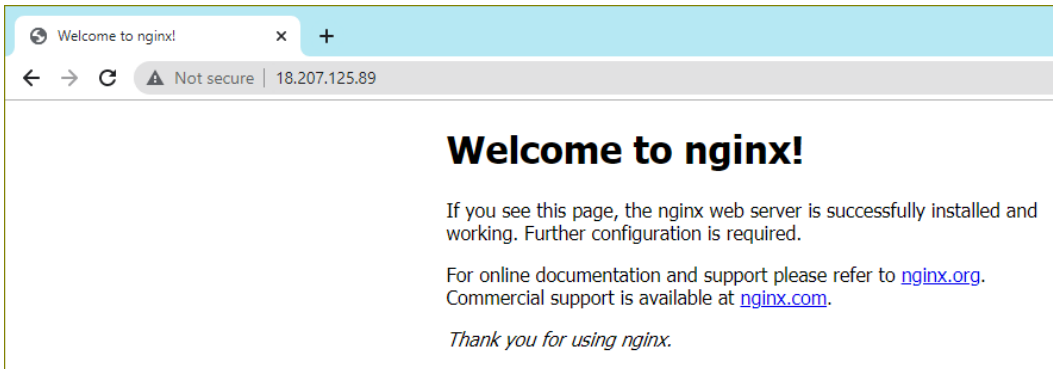 Welcome to nginx!
Not secure | 18.207.125.89
Welcome to nginx!
If you see this page, the nginx web server is successfully installed and
working. Further configuration is required.
For online documentation and support please refer to nginx.org.
Commercial support is available at nginx.com.
Thank you for using nginx.